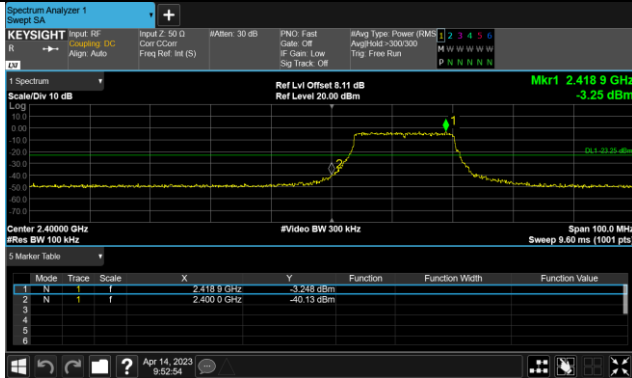 Spectrum Analyzer 1
Swept SA
+
KEYSIGHT Input: RF Input Z: 50 Ω #Atten: 30 dB PNO: Fast #Avg Type: Power (RMS 1 2 3 4 5 6
R Coupling: DC Corr CCorr Gate: Off Avg|Hold:>300/300 M W W W W W
Align: Auto Freq Ref: Int (S) IF Gain: Low Trig: Free Run
LXI Sig Track: Off P N N N N N
1 Spectrum
Ref Lvl Offset 8.11 dB Mkr1 2.418 9 GHz
Scale/Div 10 dB Ref Level 20.00 dBm -3.25 dBm
Log
10.0
0.00
-10.0
-20.0
-30.0
-40.0
-50.0
-60.0
-70.0
1
DL1 -23.25 dBm
2
Center 2.40000 GHz #Video BW 300 kHz Span 100.0 MHz
#Res BW 100 kHz Sweep 9.60 ms (1001 pts)
5 Marker Table
Mode Trace Scale X Y Function Function Width Function Value
1 N 1 f 2.418 9 GHz -3.248 dBm
2 N 1 f 2.400 0 GHz -40.13 dBm
3
4
5
6
?
Apr 14, 2023
9:52:54